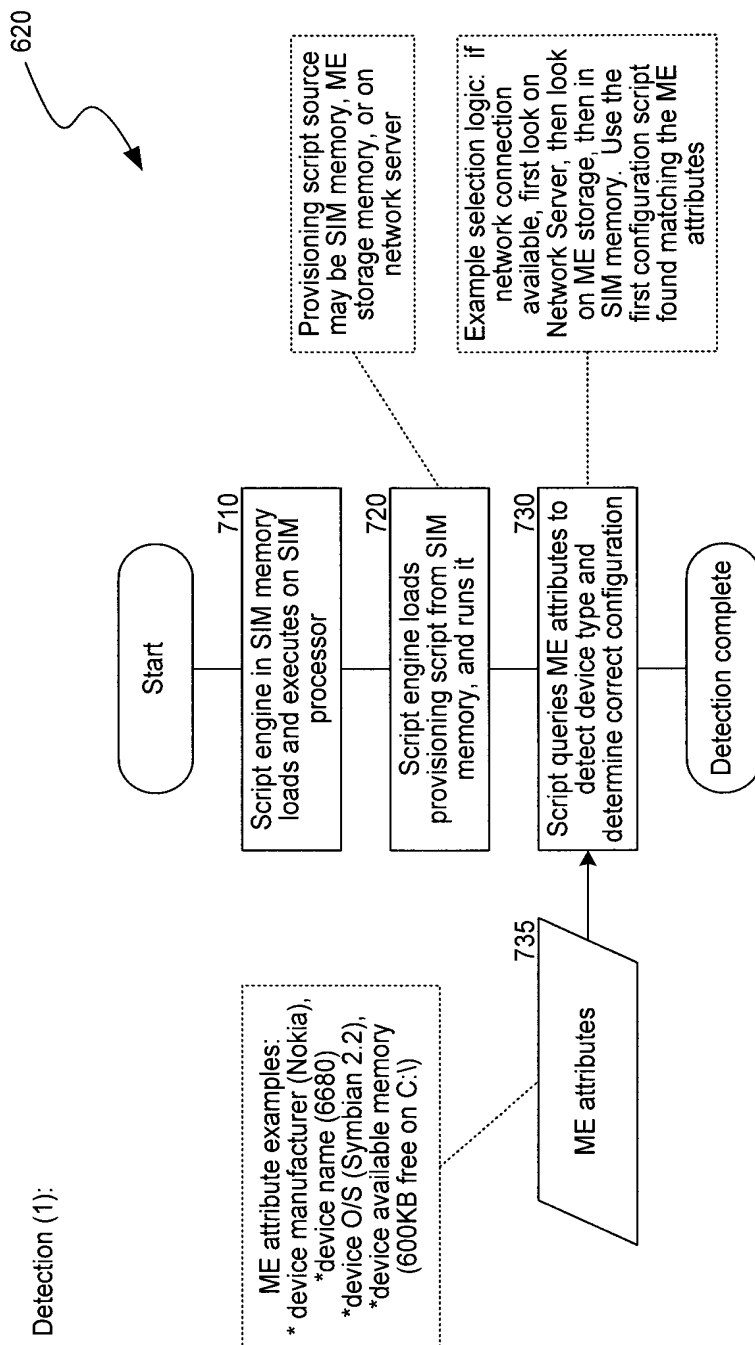 Detection (1):
620
Start
710
Script engine in SIM memory
loads and executes on SIM
processor
720
Script engine loads
provisioning script from SIM
memory, and runs it
Provisioning script source
may be SIM memory, ME
storage memory, or on
network server
730
Script queries ME attributes to
detect device type and
determine correct configuration
Example selection logic: if
network connection
available, first look on
Network Server, then look
on ME storage, then in
SIM memory. Use the
first configuration script
found matching the ME
attributes
ME attribute examples:
* device manufacturer (Nokia),
*device name (6680)
*device O/S (Symbian 2.2),
*device available memory
(600KB free on C:\)
735
ME attributes
Detection complete